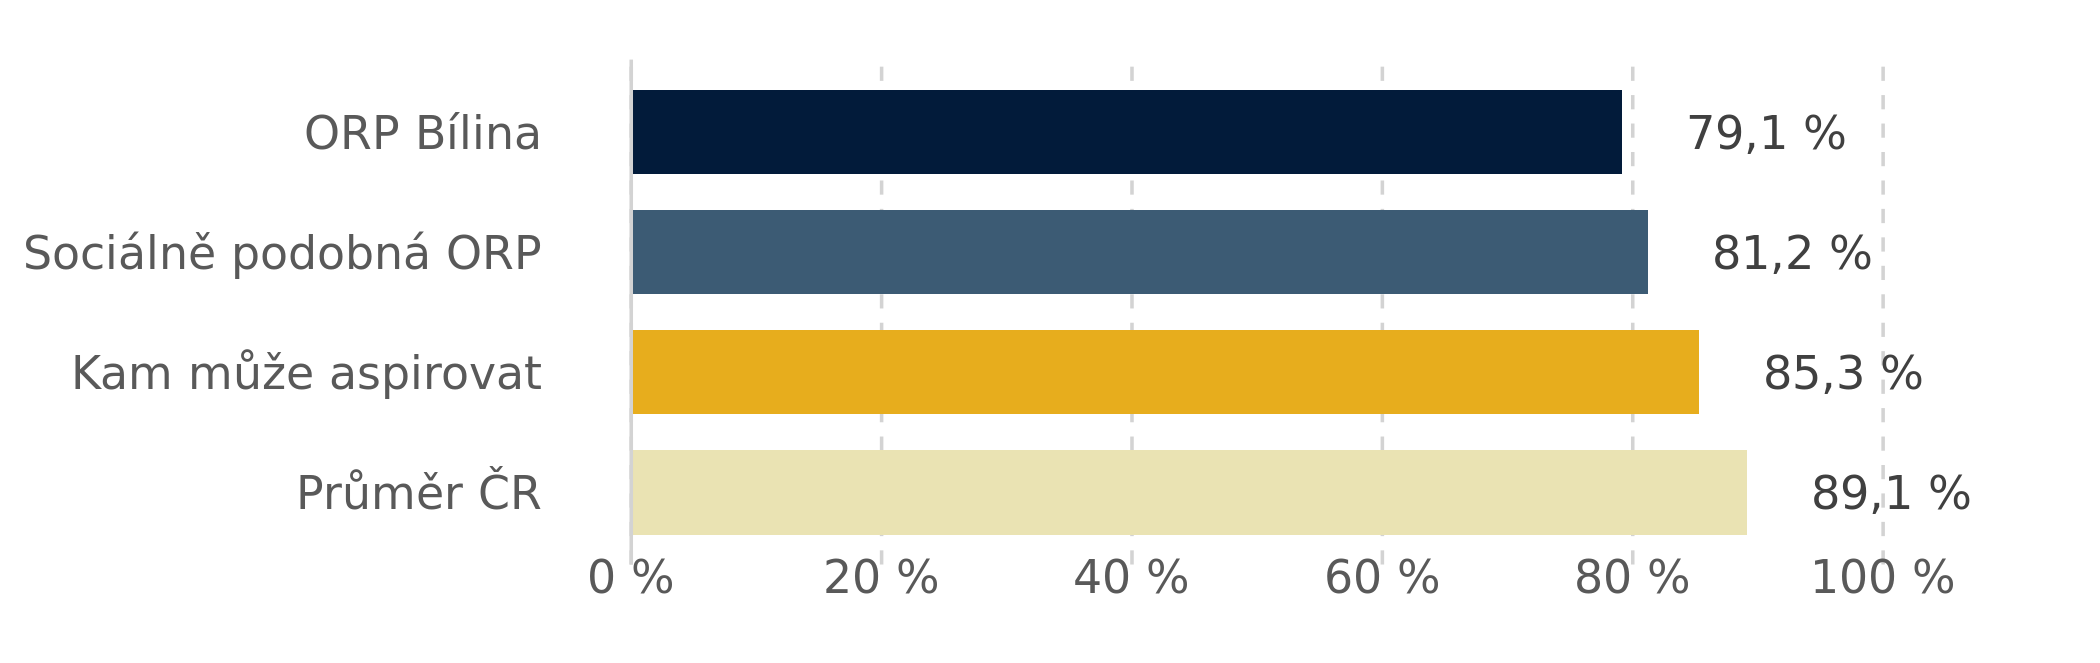 ORP Bílina 79,1 %
Sociálně podobná ORP 81,2 %
Kam může aspirovat 85,3 %
Průměr ČR 89,1 %
0 % 20 % 40 % 60 % 80 % 100 %